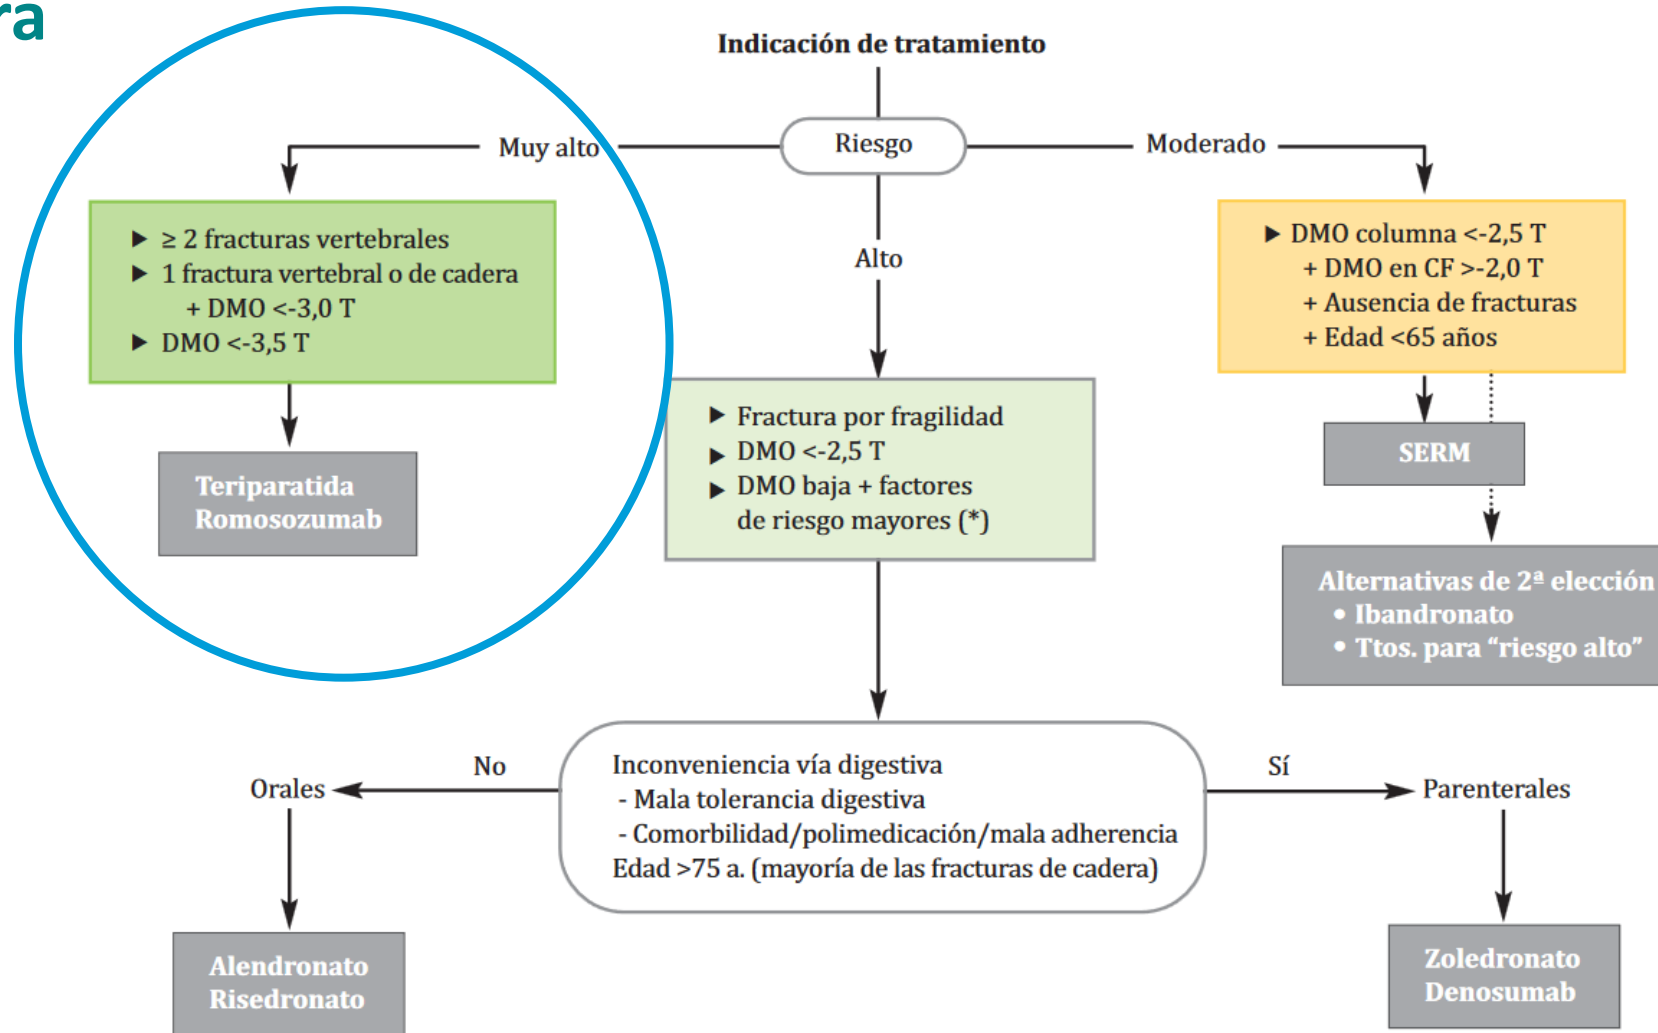 ra
Indicación de tratamiento
Riesgo
Muy alto
Moderado
Alto
► ≥ 2 fracturas vertebrales
► 1 fractura vertebral o de cadera
+ DMO <-3,0 T
► DMO <-3,5 T
Teriparatida
Romosozumab
► Fractura por fragilidad
► DMO <-2,5 T
► DMO baja + factores
de riesgo mayores (*)
► DMO columna <-2,5 T
+ DMO en CF >-2,0 T
+ Ausencia de fracturas
+ Edad <65 años
SERM
Alternativas de 2ª elección
• Ibandronato
• Ttos. para “riesgo alto”
Inconveniencia vía digestiva
- Mala tolerancia digestiva
- Comorbilidad/polimedicación/mala adherencia
Edad >75 a. (mayoría de las fracturas de cadera)
No
Orales
Alendronato
Risedronato
Sí
Parenterales
Zoledronato
Denosumab